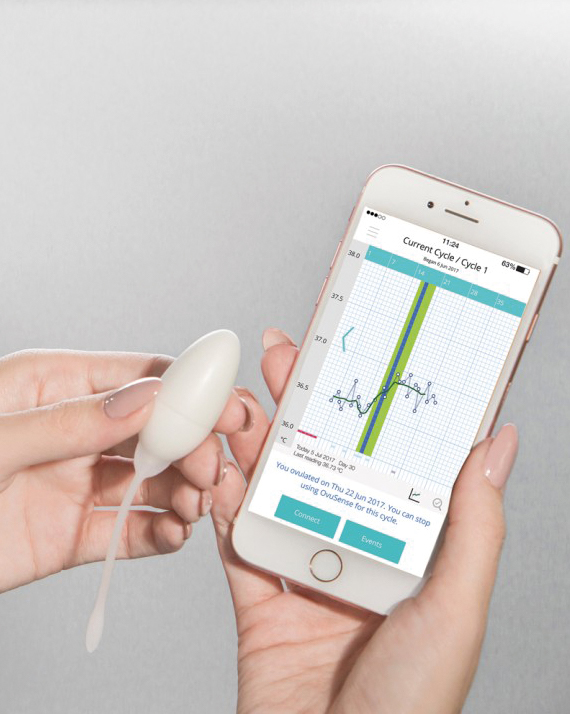 11:24
63%
Current Cycle / Cycle 1
Began 6 Jun 2017
1 7 14 21 28 35
38.0
37.5
37.0
36.5
36.0
°C
Today 5 Jul 2017 Day 30
Last reading 36.73 °C
You ovulated on Thu 22 Jun 2017. You can stop
using OvuSense for this cycle.
Connect
Events